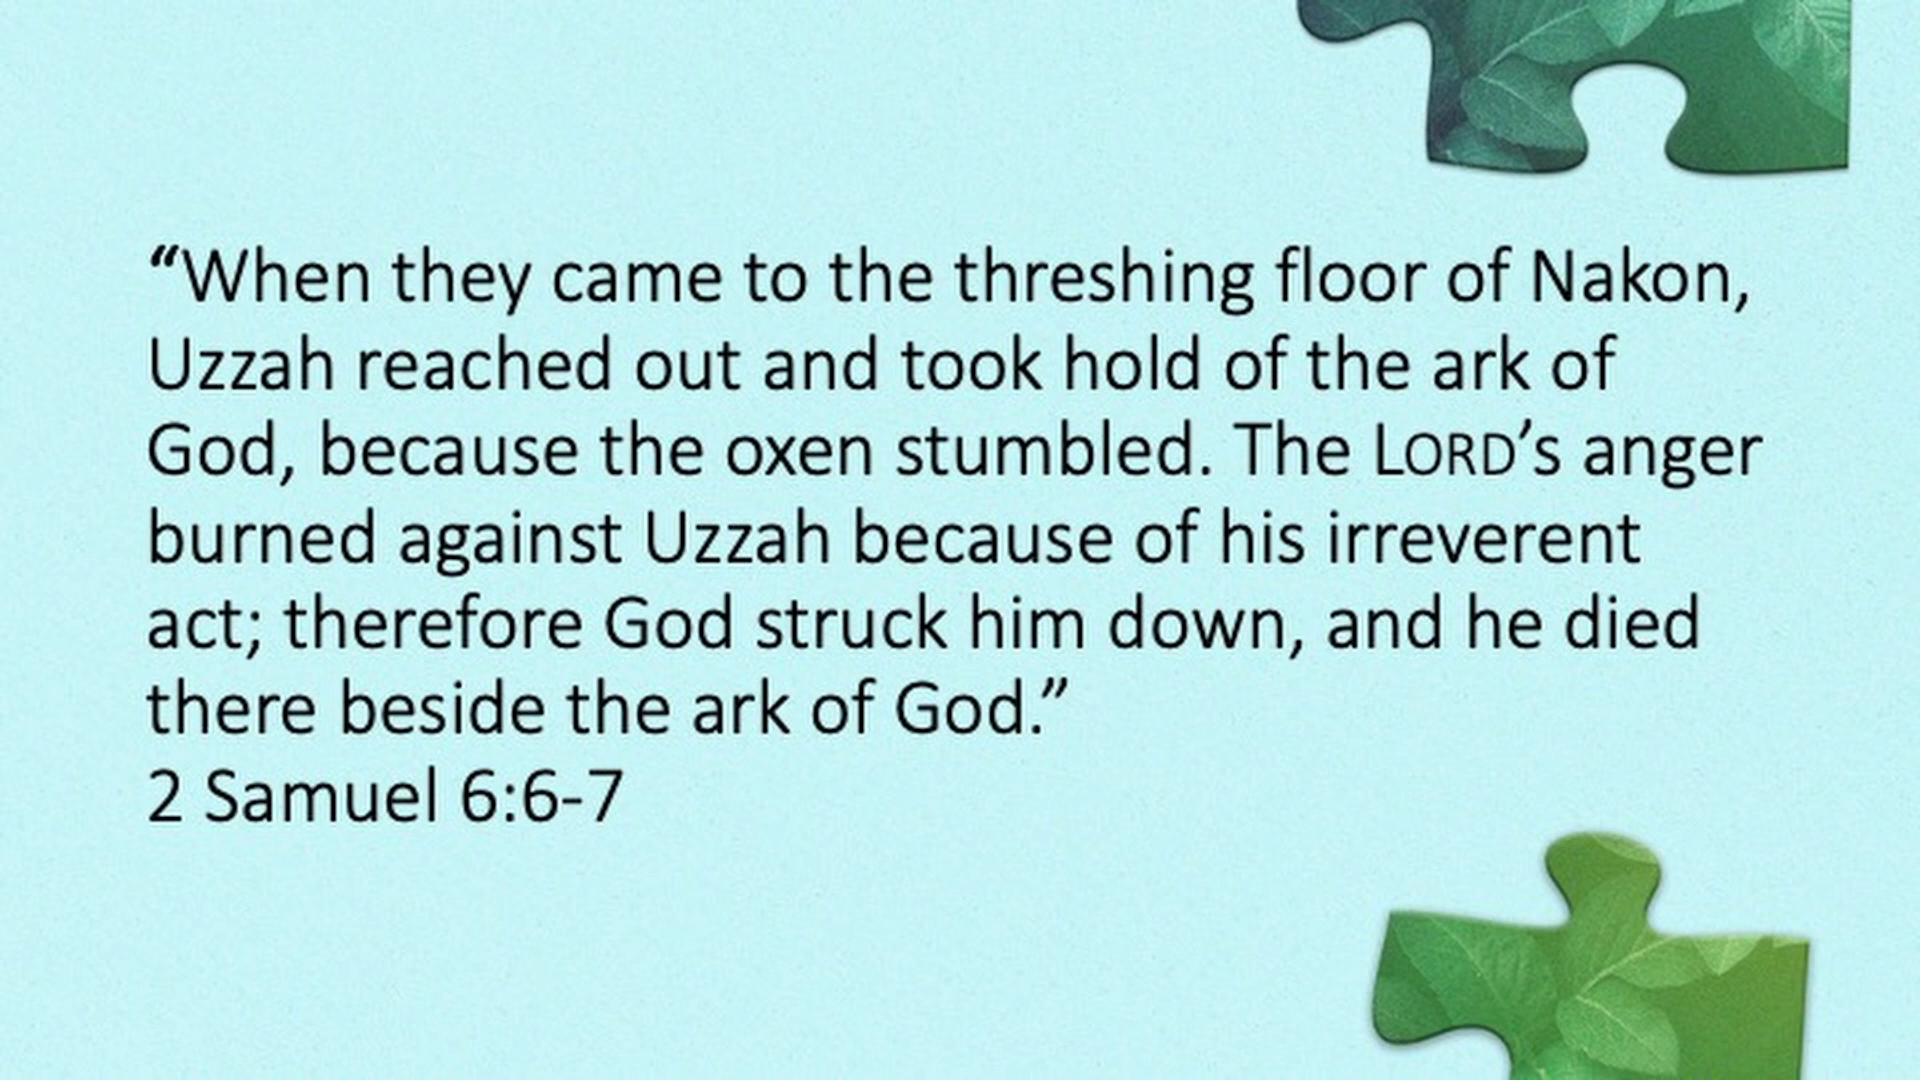 “When they came to the threshing floor of Nakon,
Uzzah reached out and took hold of the ark of
God, because the oxen stumbled. The LORD’s anger
burned against Uzzah because of his irreverent
act; therefore God struck him down, and he died
there beside the ark of God.”
2 Samuel 6:6-7